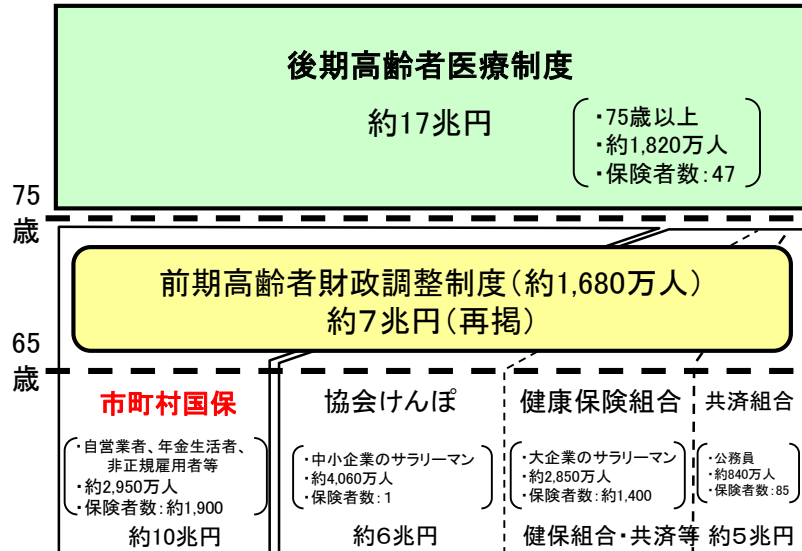 後期高齢者医療制度
約17兆円
・75歳以上
・約1,820万人
・保険者数:47
75
歳
前期高齢者財政調整制度(約1,680万人)
約7兆円(再掲)
65
歳
市町村国保
・自営業者、年金生活者、
非正規雇用者等
・約2,950万人
・保険者数:約1,900
約10兆円
協会けんぽ
・中小企業のサラリーマン
・約4,060万人
・保険者数:1
約6兆円
健康保険組合
・大企業のサラリーマン
・約2,850万人
・保険者数:約1,400
共済組合
・公務員
・約840万人
・保険者数:85
健保組合・共済等 約5兆円